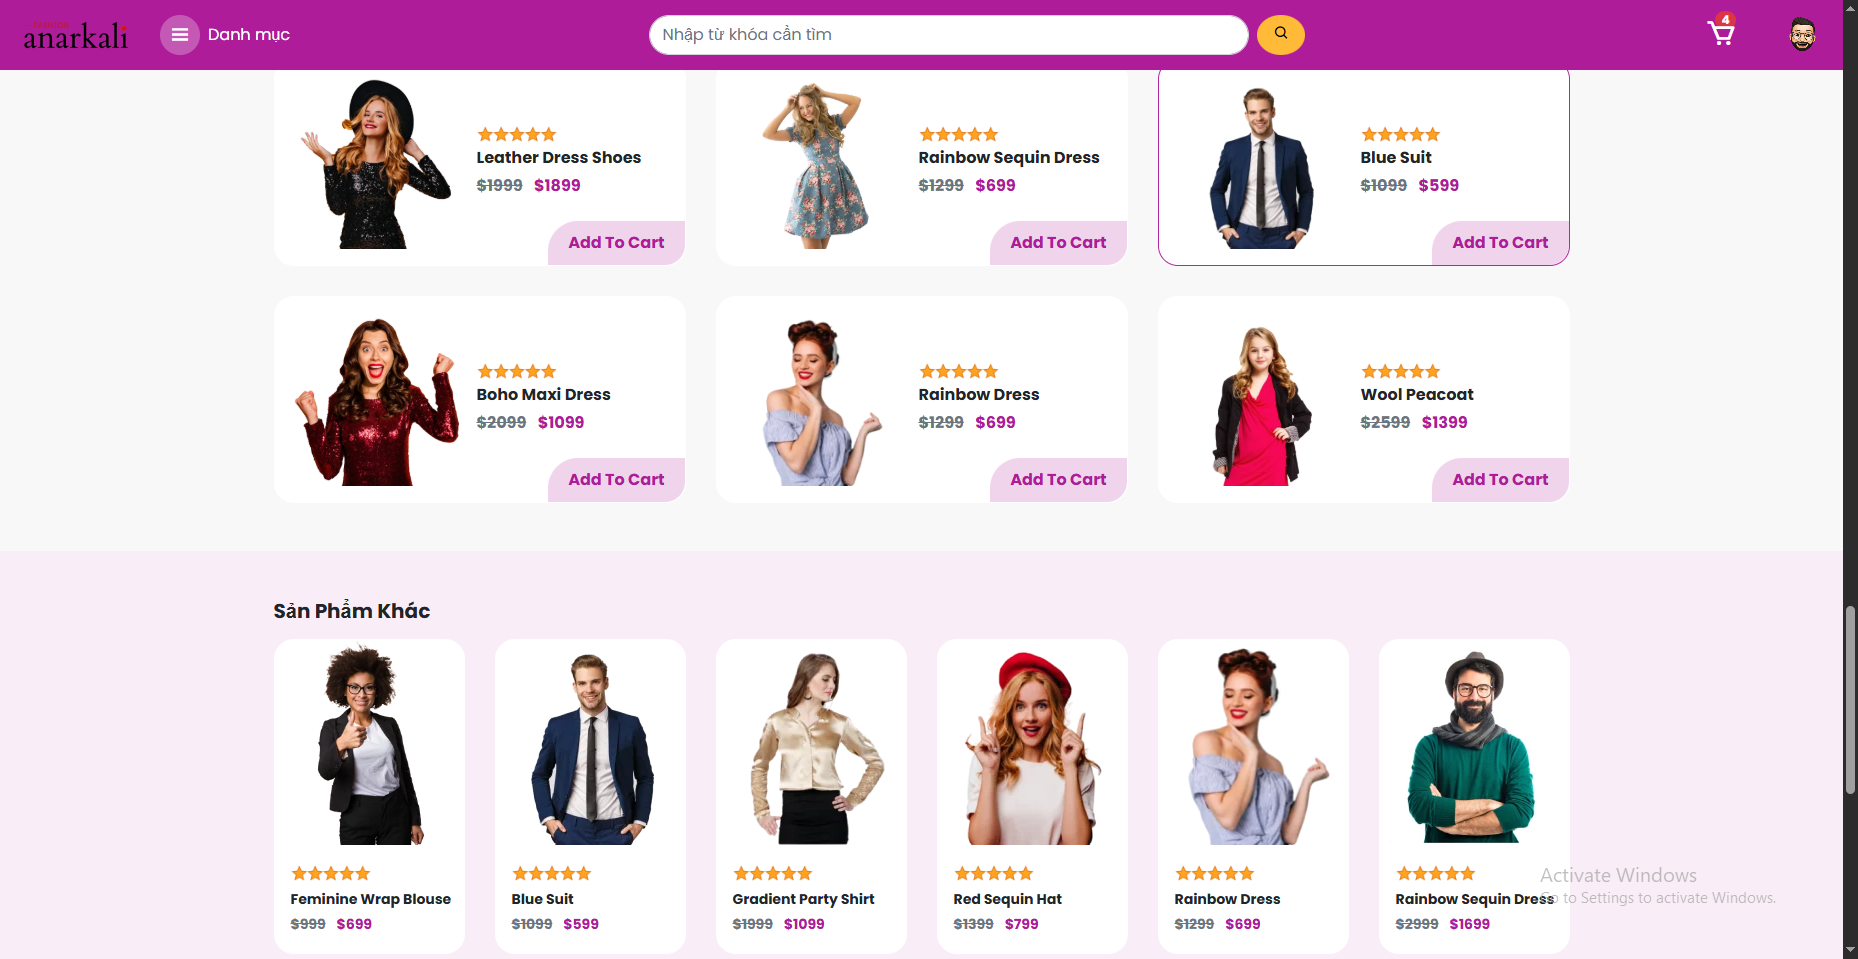 anarkali
Danh mục
Nhập từ khóa cần tìm
4
Leather Dress Shoes
$1999 $1899
Add To Cart
Rainbow Sequin Dress
$1299 $699
Add To Cart
Blue Suit
$1099 $599
Add To Cart
Boho Maxi Dress
$2099 $1099
Add To Cart
Rainbow Dress
$1299 $699
Add To Cart
Wool Peacoat
$2599 $1399
Add To Cart
Sản Phẩm Khác
Feminine Wrap Blouse
$999 $699
Blue Suit
$1099 $599
Gradient Party Shirt
$1999 $1099
Red Sequin Hat
$1399 $799
Rainbow Dress
$1299 $699
Rainbow Sequin Dress
$2999 $1699
Activate Windows
Go to Settings to activate Windows.